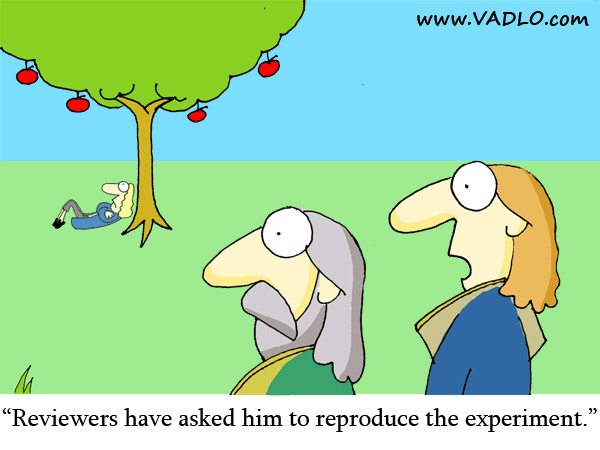 www.VADLO.com
“Reviewers have asked him to reproduce the experiment.”